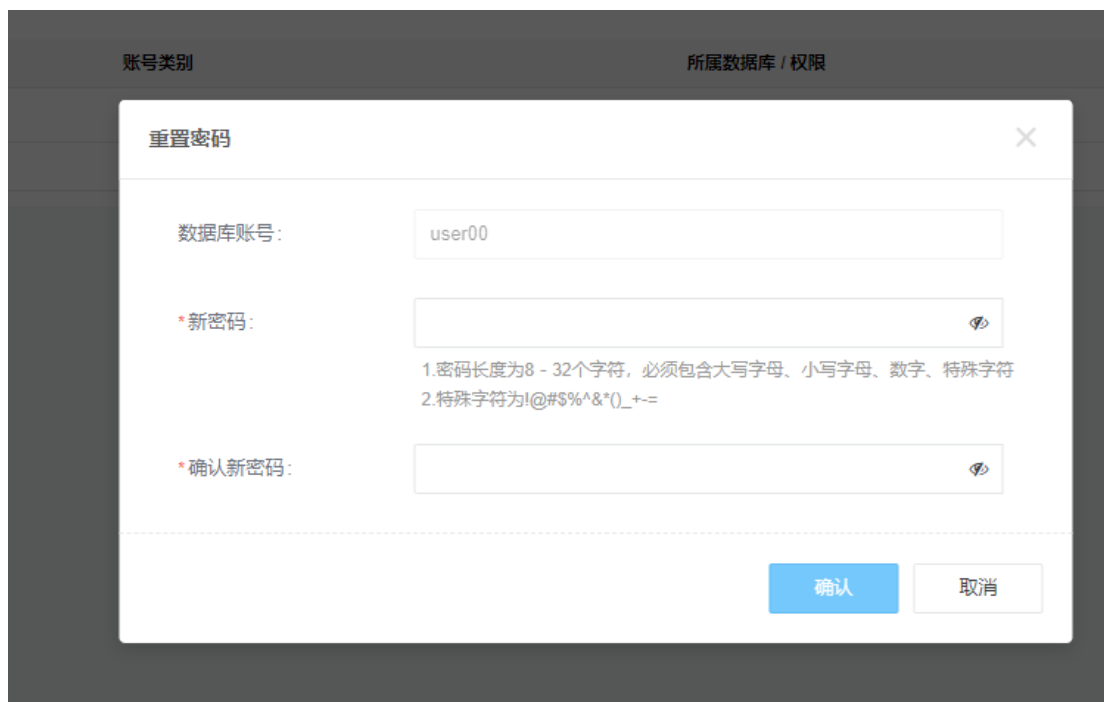 账号类别 所属数据库 / 权限
重置密码
数据库账号:
user00
*新密码:
1.密码长度为8 - 32个字符，必须包含大写字母、小写字母、数字、特殊字符
2.特殊字符为!@#$%^&*()_+-=
*确认新密码:
确认 取消